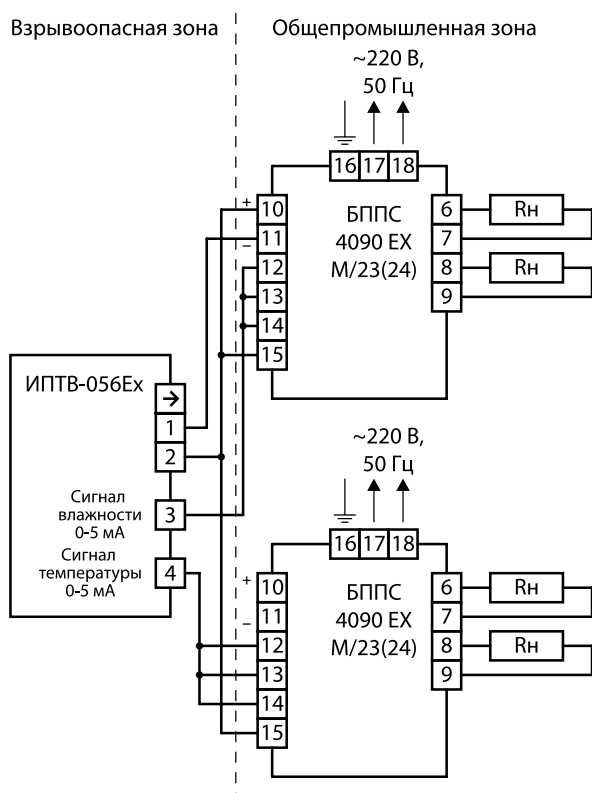 Взрывоопасная зона
Общепромышленная зона
~220 В,
50 Гц
16 17 18
+
10
11
–
12
13
14
15
БППС
4090 EX
М/23(24)
6
7
8
9
Rн
Rн
ИПТВ-056Ex
→
1
2
Сигнал
влажности
0-5 мА
3
Сигнал
температуры
0-5 мА
4
~220 В,
50 Гц
16 17 18
+
10
11
–
12
13
14
15
БППС
4090 EX
М/23(24)
6
7
8
9
Rн
Rн